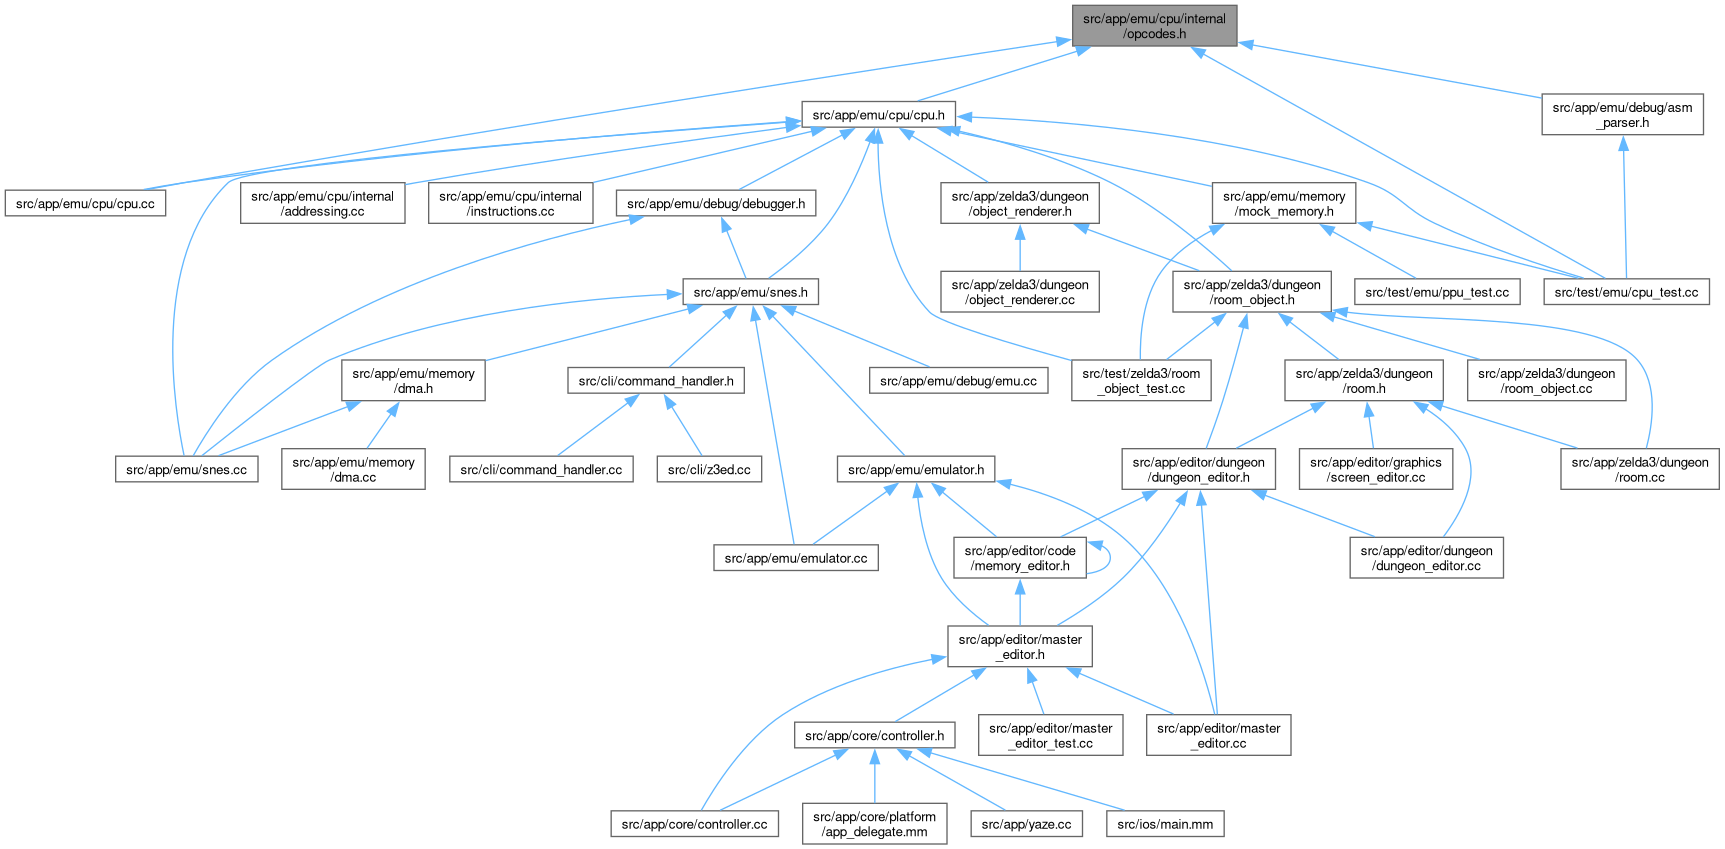 src/app/emu/cpu/internal
/opcodes.h
src/app/emu/debug/asm
_parser.h
src/app/emu/cpu/cpu.h
src/app/emu/cpu/cpu.cc
src/app/emu/cpu/internal
/addressing.cc
src/app/emu/cpu/internal
/instructions.cc
src/app/emu/debug/debugger.h
src/app/zelda3/dungeon
/object_renderer.h
src/app/emu/memory
/mock_memory.h
src/app/emu/snes.h
src/app/zelda3/dungeon
/object_renderer.cc
src/app/zelda3/dungeon
/room_object.h
src/test/emu/ppu_test.cc
src/test/emu/cpu_test.cc
src/app/emu/memory
/dma.h
src/cli/command_handler.h
src/app/emu/debug/emu.cc
src/test/zelda3/room
_object_test.cc
src/app/zelda3/dungeon
/room.h
src/app/zelda3/dungeon
/room_object.cc
src/app/emu/snes.cc
src/app/emu/memory
/dma.cc
src/cli/command_handler.cc
src/cli/z3ed.cc
src/app/emu/emulator.h
src/app/editor/dungeon
/dungeon_editor.h
src/app/editor/graphics
/screen_editor.cc
src/app/zelda3/dungeon
/room.cc
src/app/emu/emulator.cc
src/app/editor/code
/memory_editor.h
src/app/editor/dungeon
/dungeon_editor.cc
src/app/editor/master
_editor.h
src/app/core/controller.h
src/app/editor/master
_editor_test.cc
src/app/editor/master
_editor.cc
src/app/core/controller.cc
src/app/core/platform
/app_delegate.mm
src/app/yaze.cc
src/ios/main.mm